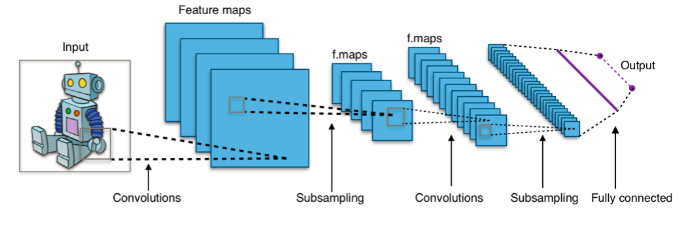 Feature maps
Input
f.maps
f.maps
Output
Convolutions
Subsampling
Convolutions
Subsampling
Fully connected